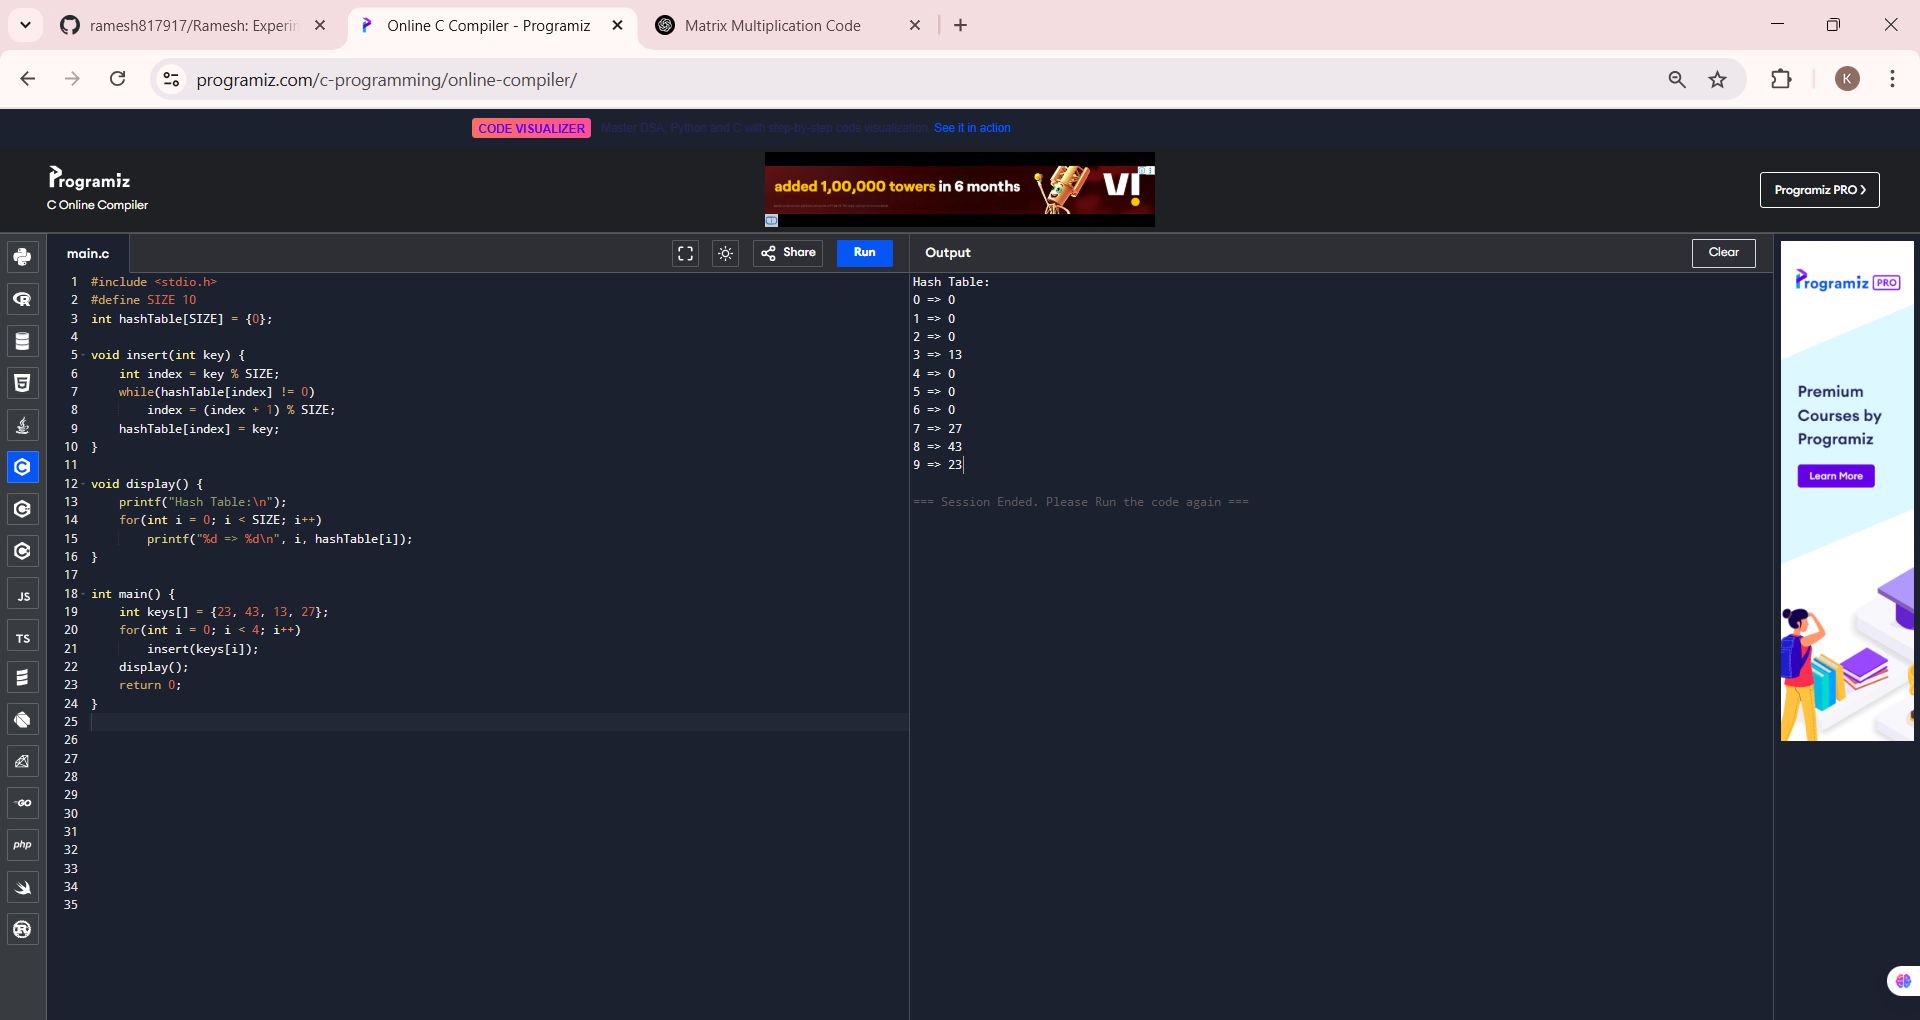 ramesh817917/Ramesh: Experin
Online C Compiler - Programiz
Matrix Multiplication Code
programiz.com/c-programming/online-compiler/
K
CODE VISUALIZER Master DSA, Python and C with step-by-step code visualization. See it in action
Programiz
C Online Compiler
added 1,00,000 towers in 6 months
VI
Programiz PRO
main.c
Share
Run
Output
Clear
1 #include <stdio.h>
2 #define SIZE 10
3 int hashTable[SIZE] = {0};
4
5 void insert(int key) {
6     int index = key % SIZE;
7     while(hashTable[index] != 0)
8         index = (index + 1) % SIZE;
9     hashTable[index] = key;
10 }
11
12 void display() {
13     printf("Hash Table:\n");
14     for(int i = 0; i < SIZE; i++)
15         printf("%d => %d\n", i, hashTable[i]);
16 }
17
18 int main() {
19     int keys[] = {23, 43, 13, 27};
20     for(int i = 0; i < 4; i++)
21         insert(keys[i]);
22     display();
23     return 0;
24 }
25
26
27
28
29
30
31
32
33
34
35
Hash Table:
0 => 0
1 => 0
2 => 0
3 => 13
4 => 0
5 => 0
6 => 0
7 => 27
8 => 43
9 => 23
=== Session Ended. Please Run the code again ===
JS
TS
GO
php
Programiz PRO
Premium
Courses by
Programiz
Learn More